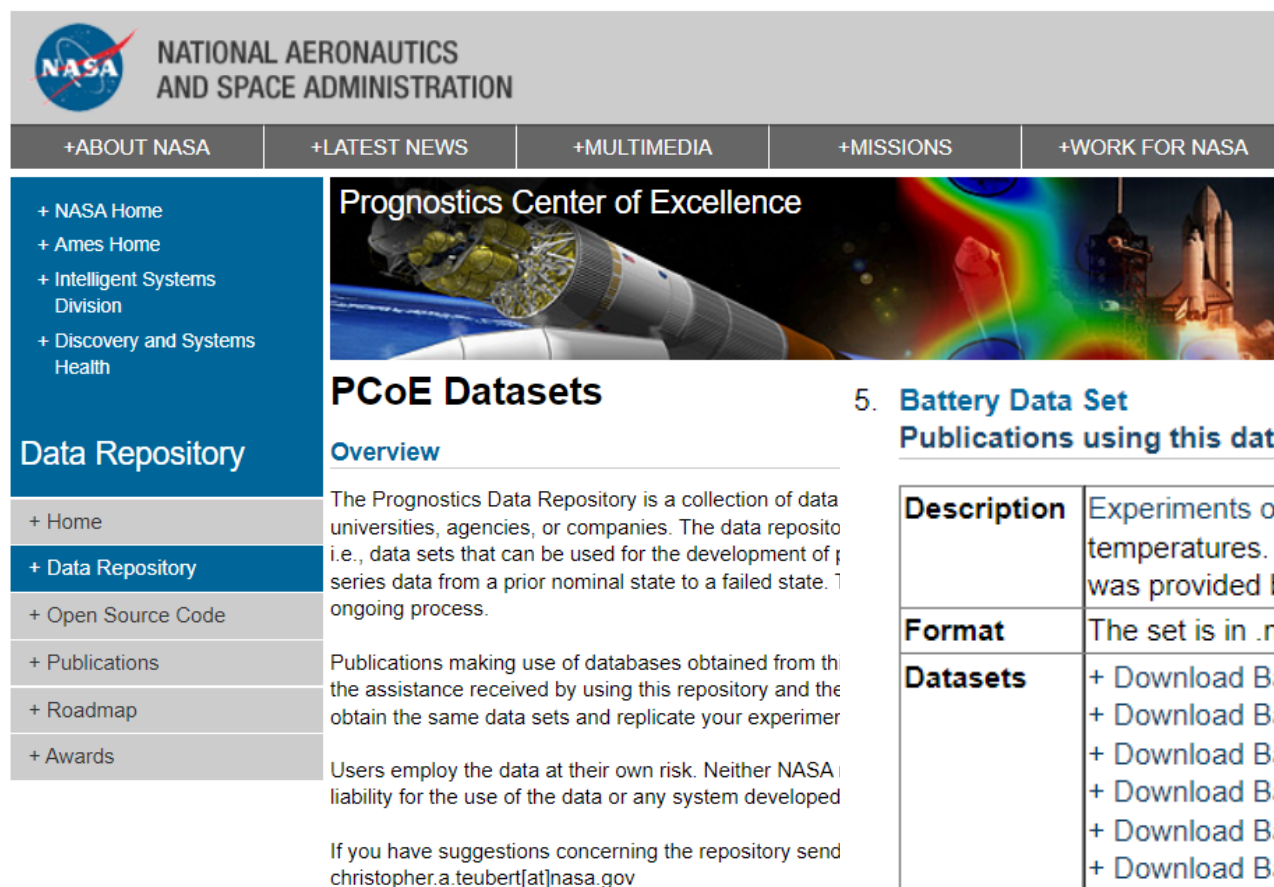 NASA
NATIONAL AERONAUTICS
AND SPACE ADMINISTRATION
+ABOUT NASA
+LATEST NEWS
+MULTIMEDIA
+MISSIONS
+WORK FOR NASA
+ NASA Home
+ Ames Home
+ Intelligent Systems
Division
+ Discovery and Systems
Health
Data Repository
+ Home
+ Data Repository
+ Open Source Code
+ Publications
+ Roadmap
+ Awards
Prognostics Center of Excellence
PCoE Datasets
Overview
The Prognostics Data Repository is a collection of data
universities, agencies, or companies. The data
i.e., data sets that can be used for the development of
series data from a prior nominal state to a failed state.
ongoing process.
Publications making use of databases obtained from
the assistance received by using this repository and the
obtain the same data sets and replicate your
Users employ the data at their own risk. Neither NASA
liability for the use of the data or any system developed
If you have suggestions concerning the repository send
christopher.a.teubert[at]nasa.gov
5. Battery Data Set
Publications using this
Description
Experiments
temperatures.
was provided
Format
The set is in
Datasets
+ Download
+ Download
+ Download
+ Download
+ Download
+ Download